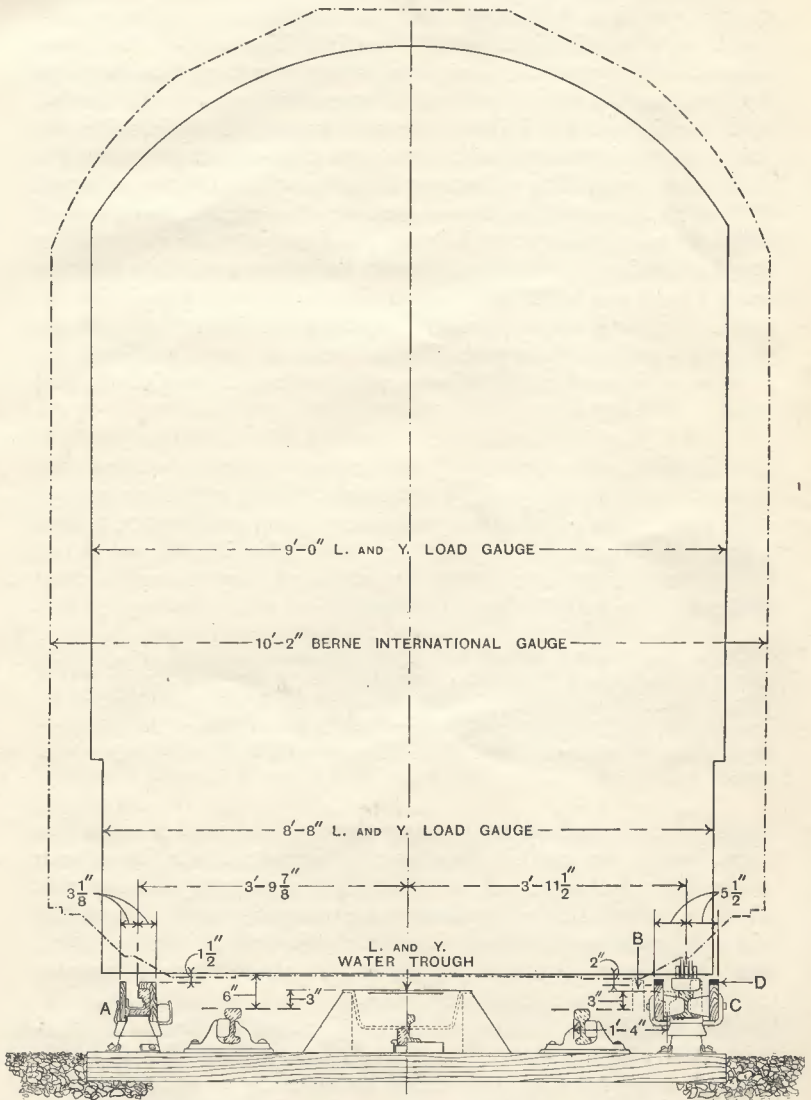 9'-0" L. AND Y. LOAD GAUGE
10'-2" BERNE INTERNATIONAL GAUGE
8'-8" L. AND Y. LOAD GAUGE
3 1/8"
3'-9 7/8"
3'-11 1/2"
5 1/2"
1 1/2"
L. AND Y.
WATER TROUGH
B
2"
6"
3"
3"
D
A
C
1'-4"